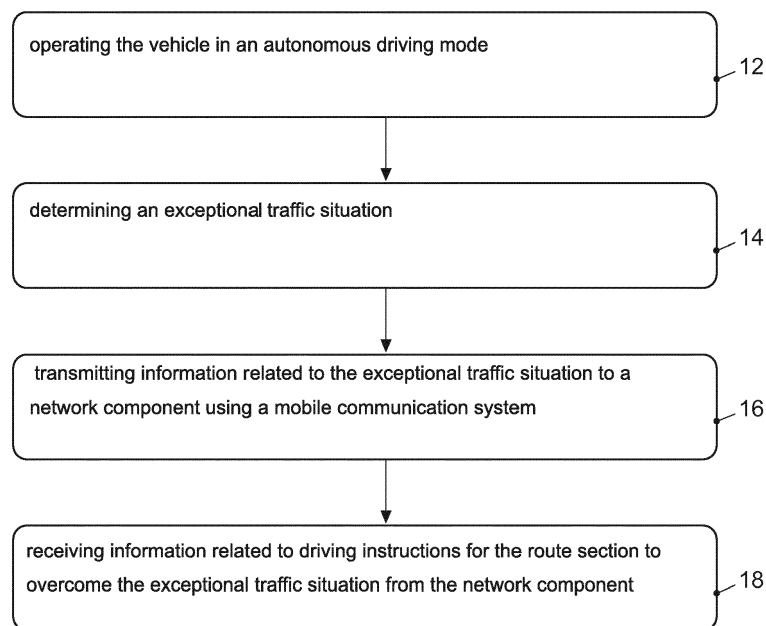 operating the vehicle in an autonomous driving mode
12
determining an exceptional traffic situation
14
transmitting information related to the exceptional traffic situation to a
network component using a mobile communication system
16
receiving information related to driving instructions for the route section to
overcome the exceptional traffic situation from the network component
18